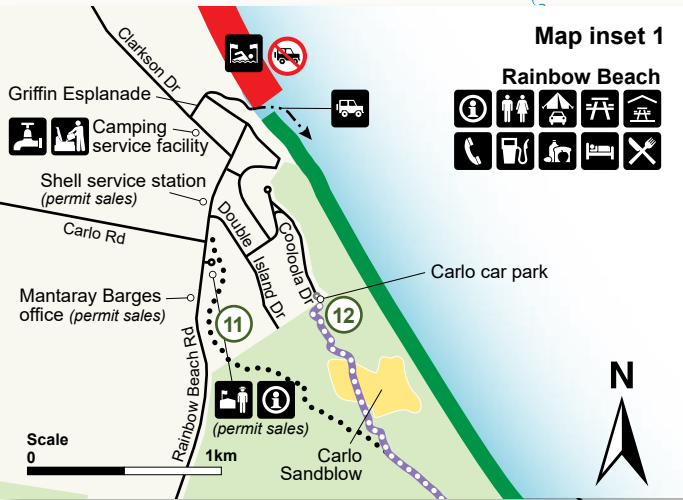 Map inset 1
Rainbow Beach
Clarkson Dr
Griffin Esplanade
Camping
service facility
Shell service station
(permit sales)
Carlo Rd
Double
Island Dr
Cooloola Dr
Carlo car park
Mantaray Barges
office (permit sales)
11
12
Rainbow Beach Rd
(permit sales)
Carlo
Sandblow
N
Scale
0
1km